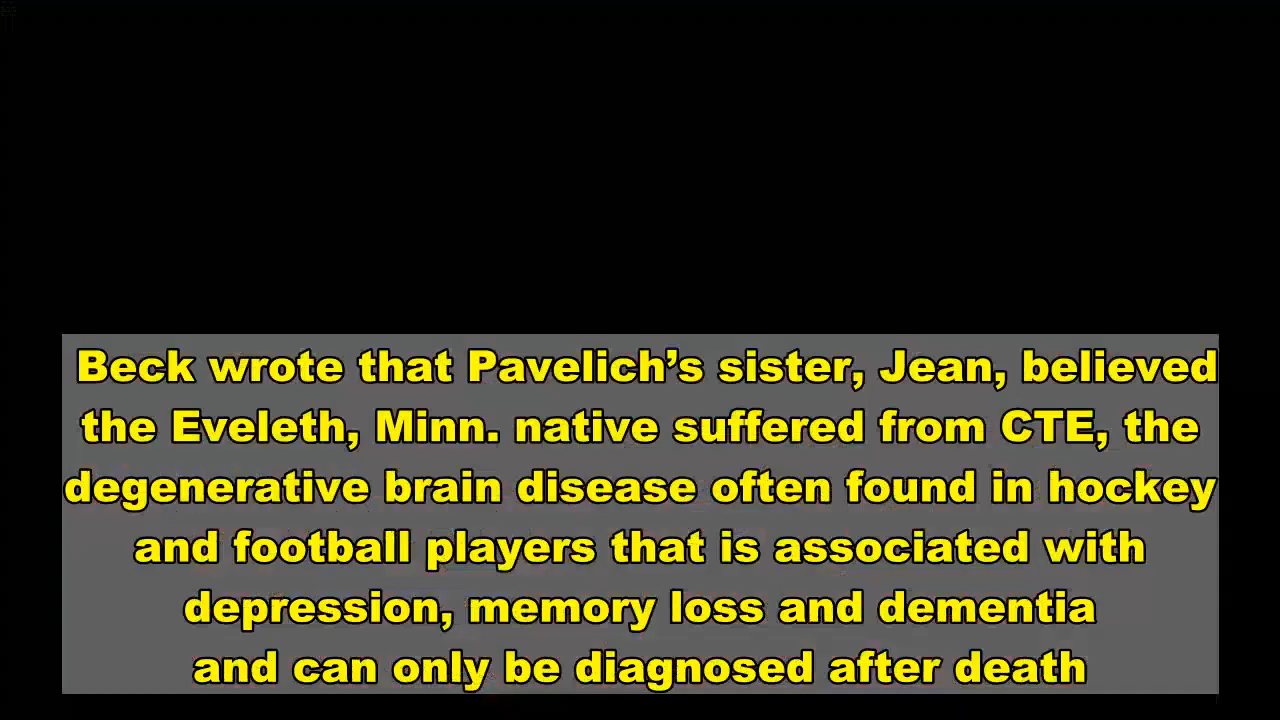 Beck wrote that Pavelich’s sister, Jean, believed
the Eveleth, Minn. native suffered from CTE, the
degenerative brain disease often found in hockey
and football players that is associated with
depression, memory loss and dementia
and can only be diagnosed after death